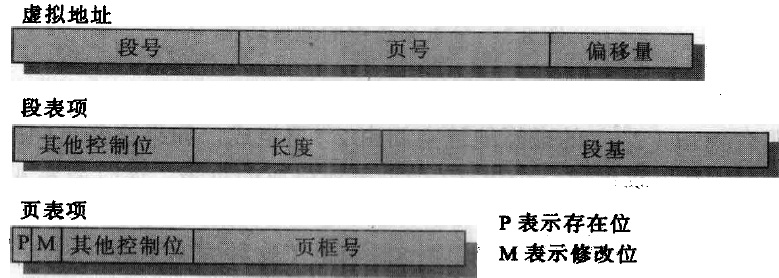 虚拟地址
段号 页号 偏移量
段表项
其他控制位 长度 段基
页表项
P M 其他控制位 页框号
P 表示存在位
M 表示修改位